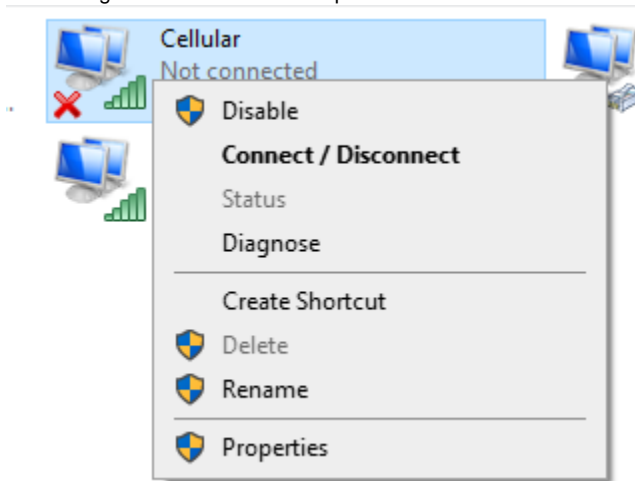 Cellular
Not connected
Disable
Connect / Disconnect
Status
Diagnose
Create Shortcut
Delete
Rename
Properties